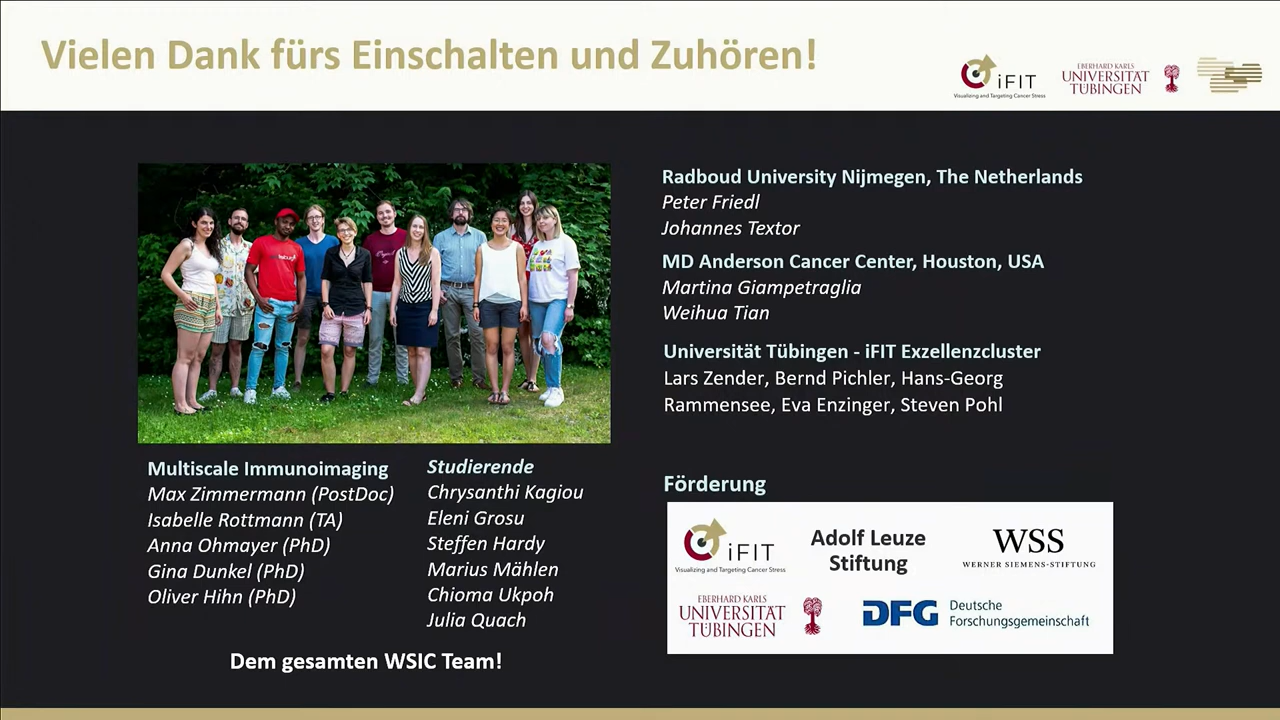 Vielen Dank fürs Einschalten und Zuhören!
iFIT
Visualizing and Targeting Cancer Stress
EBERHARD KARLS
UNIVERSITÄT
TÜBINGEN
Radboud University Nijmegen, The Netherlands
Peter Friedl
Johannes Textor
MD Anderson Cancer Center, Houston, USA
Martina Giampetraglia
Weihua Tian
Universität Tübingen - iFIT Exzellenzcluster
Lars Zender, Bernd Pichler, Hans-Georg
Rammensee, Eva Enzinger, Steven Pohl
Multiscale Immunoimaging
Max Zimmermann (PostDoc)
Isabelle Rottmann (TA)
Anna Ohmayer (PhD)
Gina Dunkel (PhD)
Oliver Hihn (PhD)
Studierende
Chrysanthi Kagiou
Eleni Grosu
Steffen Hardy
Marius Mählen
Chioma Ukpoh
Julia Quach
Dem gesamten WSIC Team!
Förderung
iFIT
Visualizing and Targeting Cancer Stress
Adolf Leuze
Stiftung
WSS
WERNER SIEMENS-STIFTUNG
EBERHARD KARLS
UNIVERSITÄT
TÜBINGEN
DFG
Deutsche
Forschungsgemeinschaft